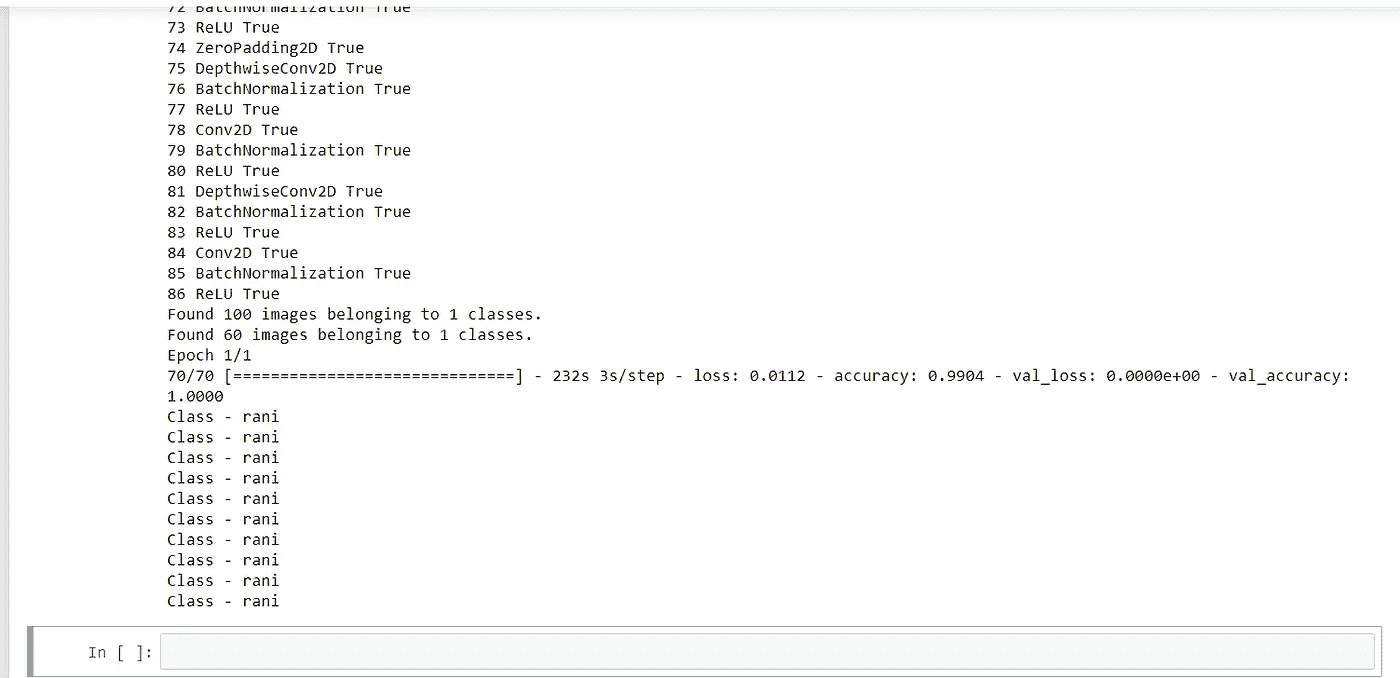 72 BatchNormalization True
73 ReLU True
74 ZeroPadding2D True
75 DepthwiseConv2D True
76 BatchNormalization True
77 ReLU True
78 Conv2D True
79 BatchNormalization True
80 ReLU True
81 DepthwiseConv2D True
82 BatchNormalization True
83 ReLU True
84 Conv2D True
85 BatchNormalization True
86 ReLU True
Found 100 images belonging to 1 classes.
Found 60 images belonging to 1 classes.
Epoch 1/1
70/70 [==============================] - 232s 3s/step - loss: 0.0112 - accuracy: 0.9904 - val_loss: 0.0000e+00 - val_accuracy:
1.0000
Class - rani
Class - rani
Class - rani
Class - rani
Class - rani
Class - rani
Class - rani
Class - rani
Class - rani
Class - rani
In [ ]: